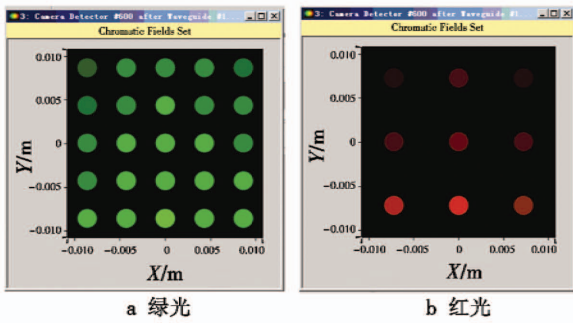 3: Camera Detector #600 after Waveguide #1...
Chromatic Fields Set
Y/m
0.010
0.005
0
-0.005
-0.010
-0.010 -0.005 0 0.005 0.010
X/m
a 绿光
3: Camera Detector #600 after Waveguide #1...
Chromatic Fields Set
Y/m
0.010
0.005
0
-0.005
-0.010
-0.010 -0.005 0 0.005 0.010
X/m
b 红光